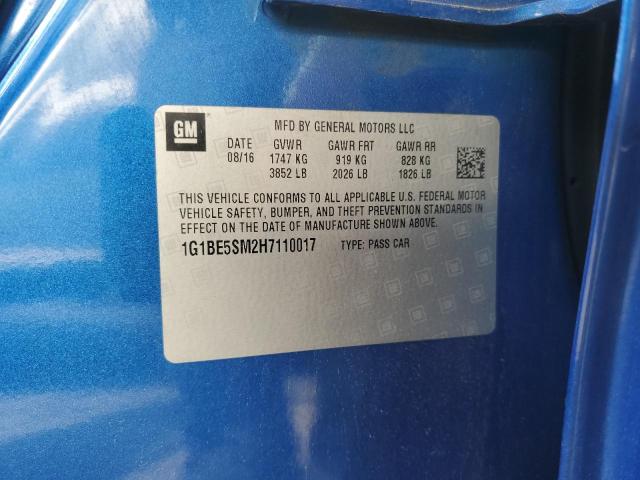 GM
MFD BY GENERAL MOTORS LLC
DATE GVWR GAWR FRT GAWR RR
08/16 1747 KG 919 KG 828 KG
3852 LB 2026 LB 1826 LB
THIS VEHICLE CONFORMS TO ALL APPLICABLE U.S. FEDERAL MOTOR
VEHICLE SAFETY, BUMPER, AND THEFT PREVENTION STANDARDS IN
EFFECT ON THE DATE OF MANUFACTURE SHOWN ABOVE.
1G1BE5SM2H7110017 TYPE: PASS CAR